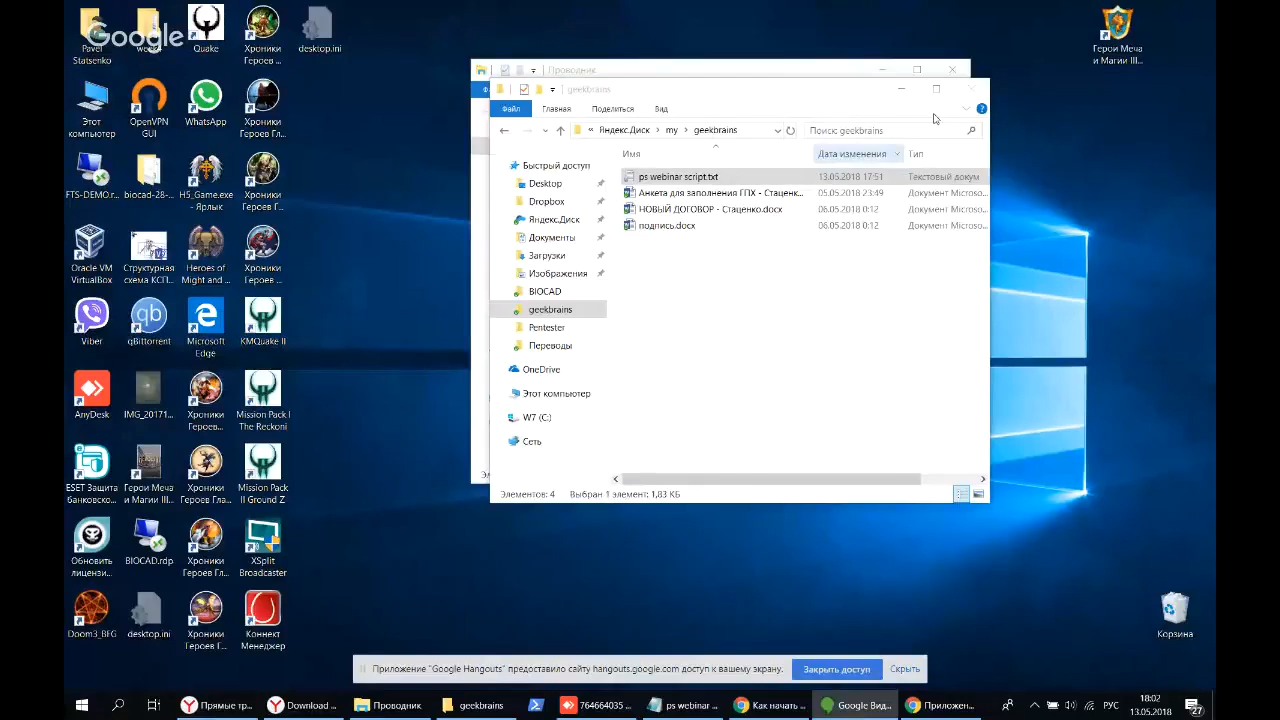 Google
Pavel
Statsenko
Quake
Хроники
Героев ...
desktop.ini
Герои Меча
и Магии III...
Этот
компьютер
OpenVPN
GUI
WhatsApp
Хроники
Героев Гл...
FTS-DEMO.r...
biocad-28-...
H5_Game.exe -
Ярлык
Хроники
Героев Г...
Oracle VM
VirtualBox
Структурная
схема КСП...
Heroes of
Might and ...
Хроники
Героев ...
Viber
qBittorrent
Microsoft
Edge
KMQuake II
AnyDesk
IMG_20171...
Хроники
Героев...
Mission Pack I
The Reckoni
ESET Защита
банковско...
Герои Меча
и Магии III...
Хроники
Героев Гла...
Mission Pack
II Ground Z
Обновить
лицензи...
BIOCAD.rdp
Хроники
Героев Гл...
XSplit
Broadcaster
Doom3_BFG
desktop.ini
Хроники
Героев Г...
Коннект
Менеджер
Корзина
Проводник
geekbrains
Файл
Главная
Поделиться
Вид
« Яндекс.Диск › my › geekbrains
Поиск: geekbrains
Имя
Дата изменения
Тип
ps webinar script.txt
13.05.2018 17:51
Текстовый докум
Анкета для заполнения ГПХ - Стаценк...
05.05.2018 23:49
Документ Microso...
НОВЫЙ ДОГОВОР - Стаценко.docx
06.05.2018 0:12
Документ Microso...
подпись.docx
06.05.2018 0:12
Документ Microso...
Быстрый доступ
Desktop
Dropbox
Яндекс.Диск
Документы
Загрузки
Изображения
BIOCAD
geekbrains
Pentester
Переводы
OneDrive
Этот компьютер
W7 (C:)
Сеть
Элементов: 4
Выбран 1 элемент: 1,83 КБ
Приложение "Google Hangouts" предоставило сайту hangouts.google.com доступ к вашему экрану.
Закрыть доступ
Скрыть
Прямые тр...
Download ...
Проводник
geekbrains
764664035 ...
ps webinar ...
Как начать ...
Google Вид...
Приложен...
РУС
18:02
13.05.2018
27